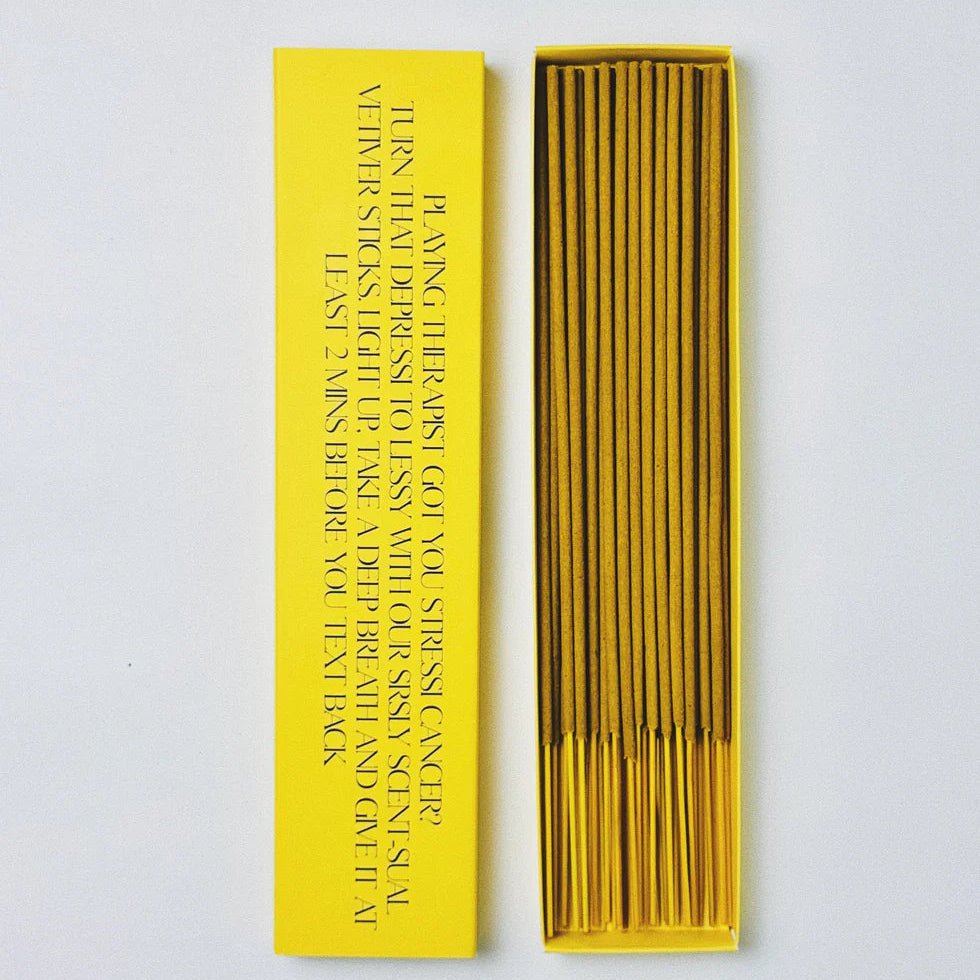 PLAYING THERAPIST GOT YOU STRESSI CANCER?
TURN THAT DEPRESSI TO LESSY WITH OUR SRSLY SCENT-SUAL
VETIVER STICKS. LIGHT UP, TAKE A DEEP BREATH AND GIVE IT AT
LEAST 2 MINS BEFORE YOU TEXT BACK